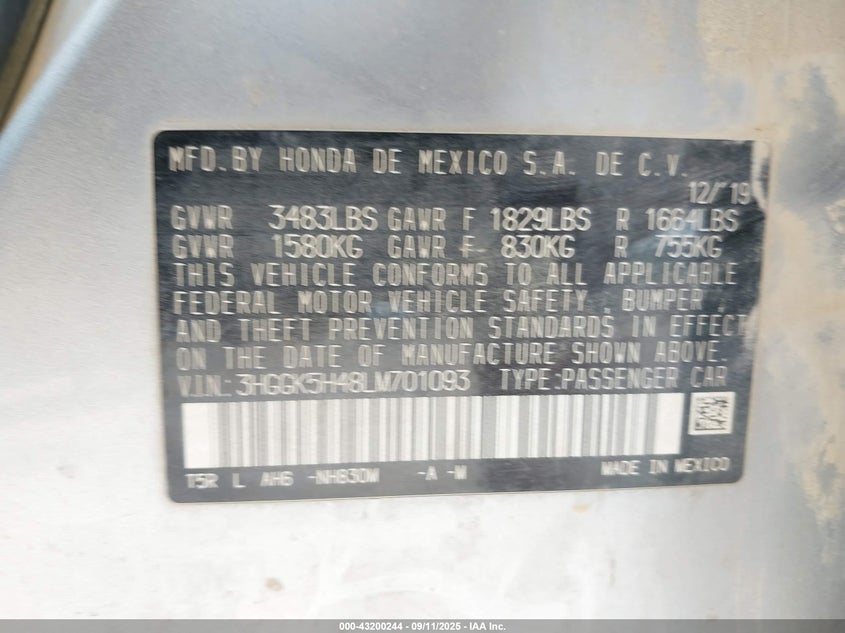 MFD.BY HONDA DE MEXICO S.A. DE C.V.
12/'19
GVWR 3483LBS GAWR F 1829LBS R 1664LBS
GVWR 1580KG GAWR F 830KG R 755KG
THIS VEHICLE CONFORMS TO ALL APPLICABLE
FEDERAL MOTOR VEHICLE SAFETY, BUMPER,
AND THEFT PREVENTION STANDARDS IN EFFECT
ON THE DATE OF MANUFACTURE SHOWN ABOVE.
V.I.N.: 3HGGK5H48LM701093 TYPE:PASSENGER CAR
T5R L AHG -NH830M -A -M MADE IN MEXICO
000-43200244 - 09/11/2025 - IAA Inc.